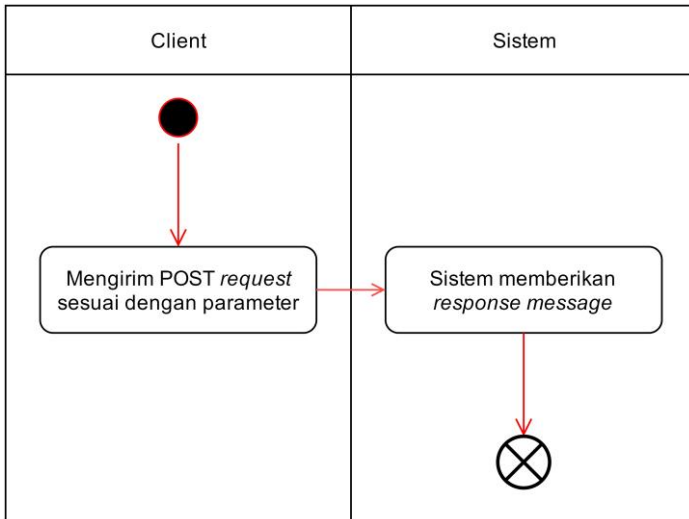 Client
Sistem
Mengirim POST request
sesuai dengan parameter
Sistem memberikan
response message